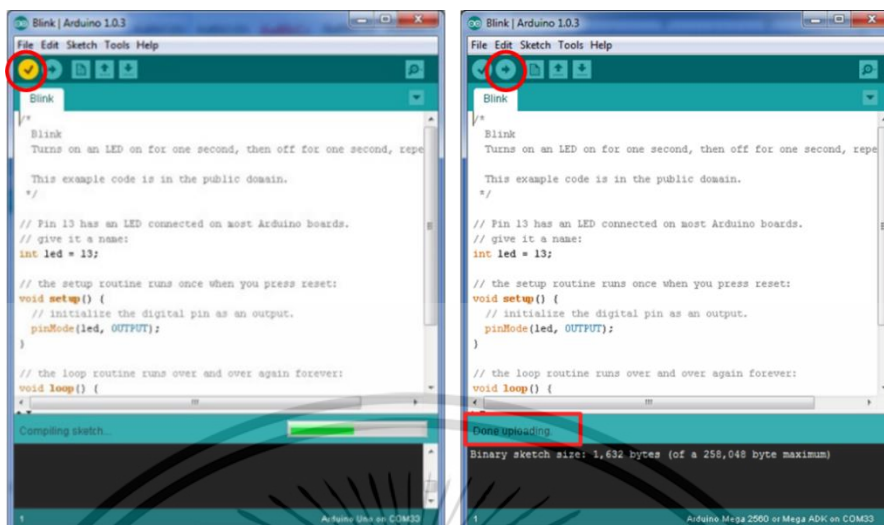 Blink | Arduino 1.0.3
File Edit Sketch Tools Help
Blink
/*
Blink
Turns on an LED on for one second, then off for one second, repe
This example code is in the public domain.
*/
// Pin 13 has an LED connected on most Arduino boards.
// give it a name:
int led = 13;
// the setup routine runs once when you press reset:
void setup() {
// initialize the digital pin as an output.
pinMode(led, OUTPUT);
}
// the loop routine runs over and over again forever:
void loop() {
Compiling sketch...
1
Arduino Uno on COM33
Blink | Arduino 1.0.3
File Edit Sketch Tools Help
Blink
/*
Blink
Turns on an LED on for one second, then off for one second, repe
This example code is in the public domain.
*/
// Pin 13 has an LED connected on most Arduino boards.
// give it a name:
int led = 13;
// the setup routine runs once when you press reset:
void setup() {
// initialize the digital pin as an output.
pinMode(led, OUTPUT);
}
// the loop routine runs over and over again forever:
void loop() {
Done uploading.
Binary sketch size: 1,632 bytes (of a 258,048 byte maximum)
1
Arduino Mega 2560 or Mega ADK on COM33